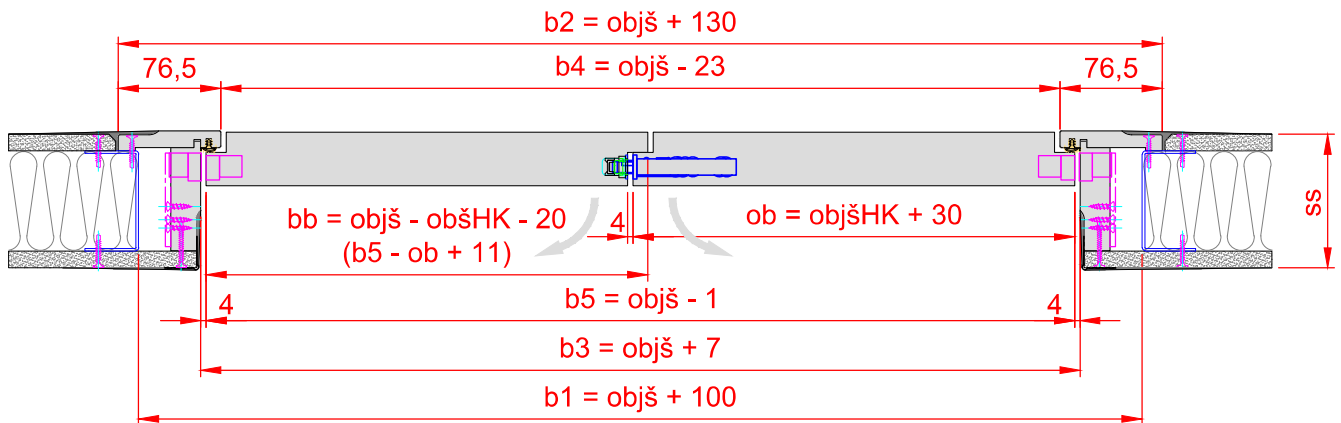 b2 = objš + 130
76,5
b4 = objš - 23
76,5
bb = objš - obšHK - 20
(b5 - ob + 11)
4
ob = objšHK + 30
ss
4
b5 = objš - 1
4
b3 = objš + 7
b1 = objš + 100